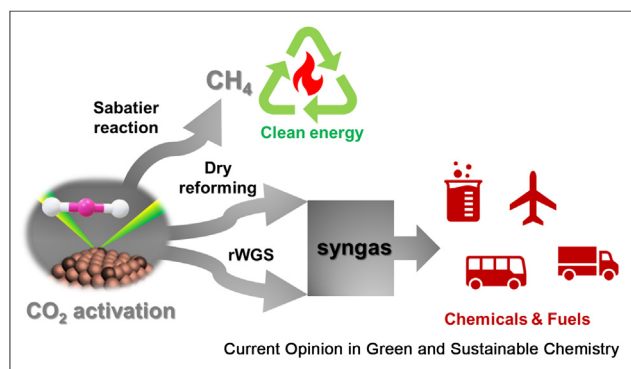 CH₄
Sabatier
reaction
Clean energy
Dry
reforming
rWGS
syngas
CO₂ activation
Chemicals & Fuels
Current Opinion in Green and Sustainable Chemistry